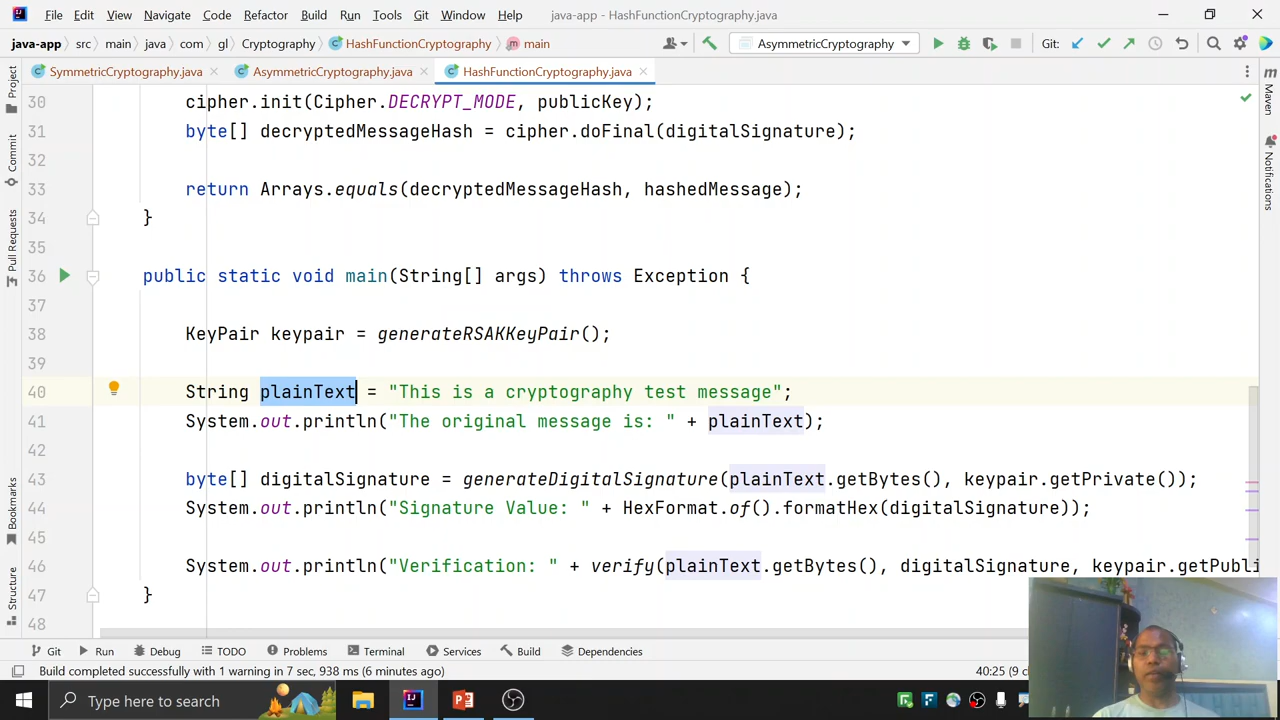 File Edit View Navigate Code Refactor Build Run Tools Git Window Help java-app - HashFunctionCryptography.java
java-app src main java com gl Cryptography HashFunctionCryptography main AsymmetricCryptography Git:
SymmetricCryptography.java AsymmetricCryptography.java HashFunctionCryptography.java
Project
Commit
Pull Requests
Bookmarks
Structure
Maven
Notifications
30 cipher.init(Cipher.DECRYPT_MODE, publicKey);
31 byte[] decryptedMessageHash = cipher.doFinal(digitalSignature);
32
33 return Arrays.equals(decryptedMessageHash, hashedMessage);
34 }
35
36 public static void main(String[] args) throws Exception {
37
38 KeyPair keypair = generateRSAKKeyPair();
39
40 String plainText = "This is a cryptography test message";
41 System.out.println("The original message is: " + plainText);
42
43 byte[] digitalSignature = generateDigitalSignature(plainText.getBytes(), keypair.getPrivate());
44 System.out.println("Signature Value: " + HexFormat.of().formatHex(digitalSignature));
45
46 System.out.println("Verification: " + verify(plainText.getBytes(), digitalSignature, keypair.getPubli
47 }
48
Git Run Debug TODO Problems Terminal Services Build Dependencies
Build completed successfully with 1 warning in 7 sec, 938 ms (6 minutes ago) 40:25 (9 c
Type here to search